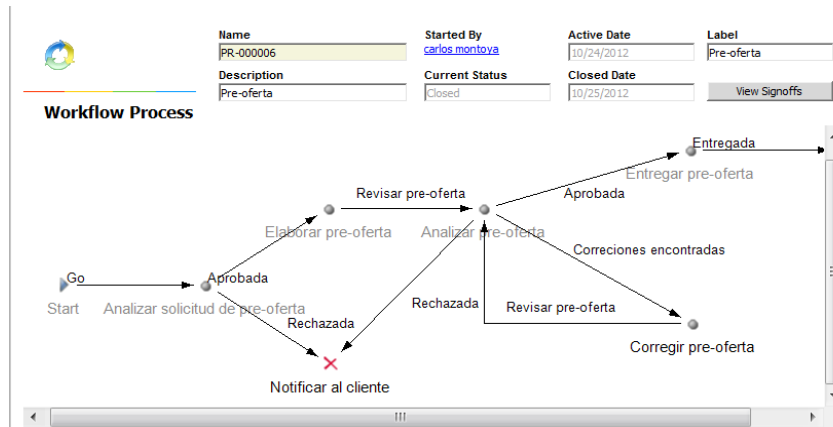 Name
Started By
Active Date
Label
PR-000006
carlos montoya
10/24/2012
Pre-oferta
Description
Current Status
Closed Date
Pre-oferta
Closed
10/25/2012
View Signoffs
Workflow Process
Entregada
Entregar pre-oferta
Revisar pre-oferta
Aprobada
Elaborar pre-oferta
Analizar pre-oferta
Correciones encontradas
Go
Aprobada
Start
Analizar solicitud de pre-oferta
Rechazada
Revisar pre-oferta
Rechazada
Corregir pre-oferta
Notificar al cliente